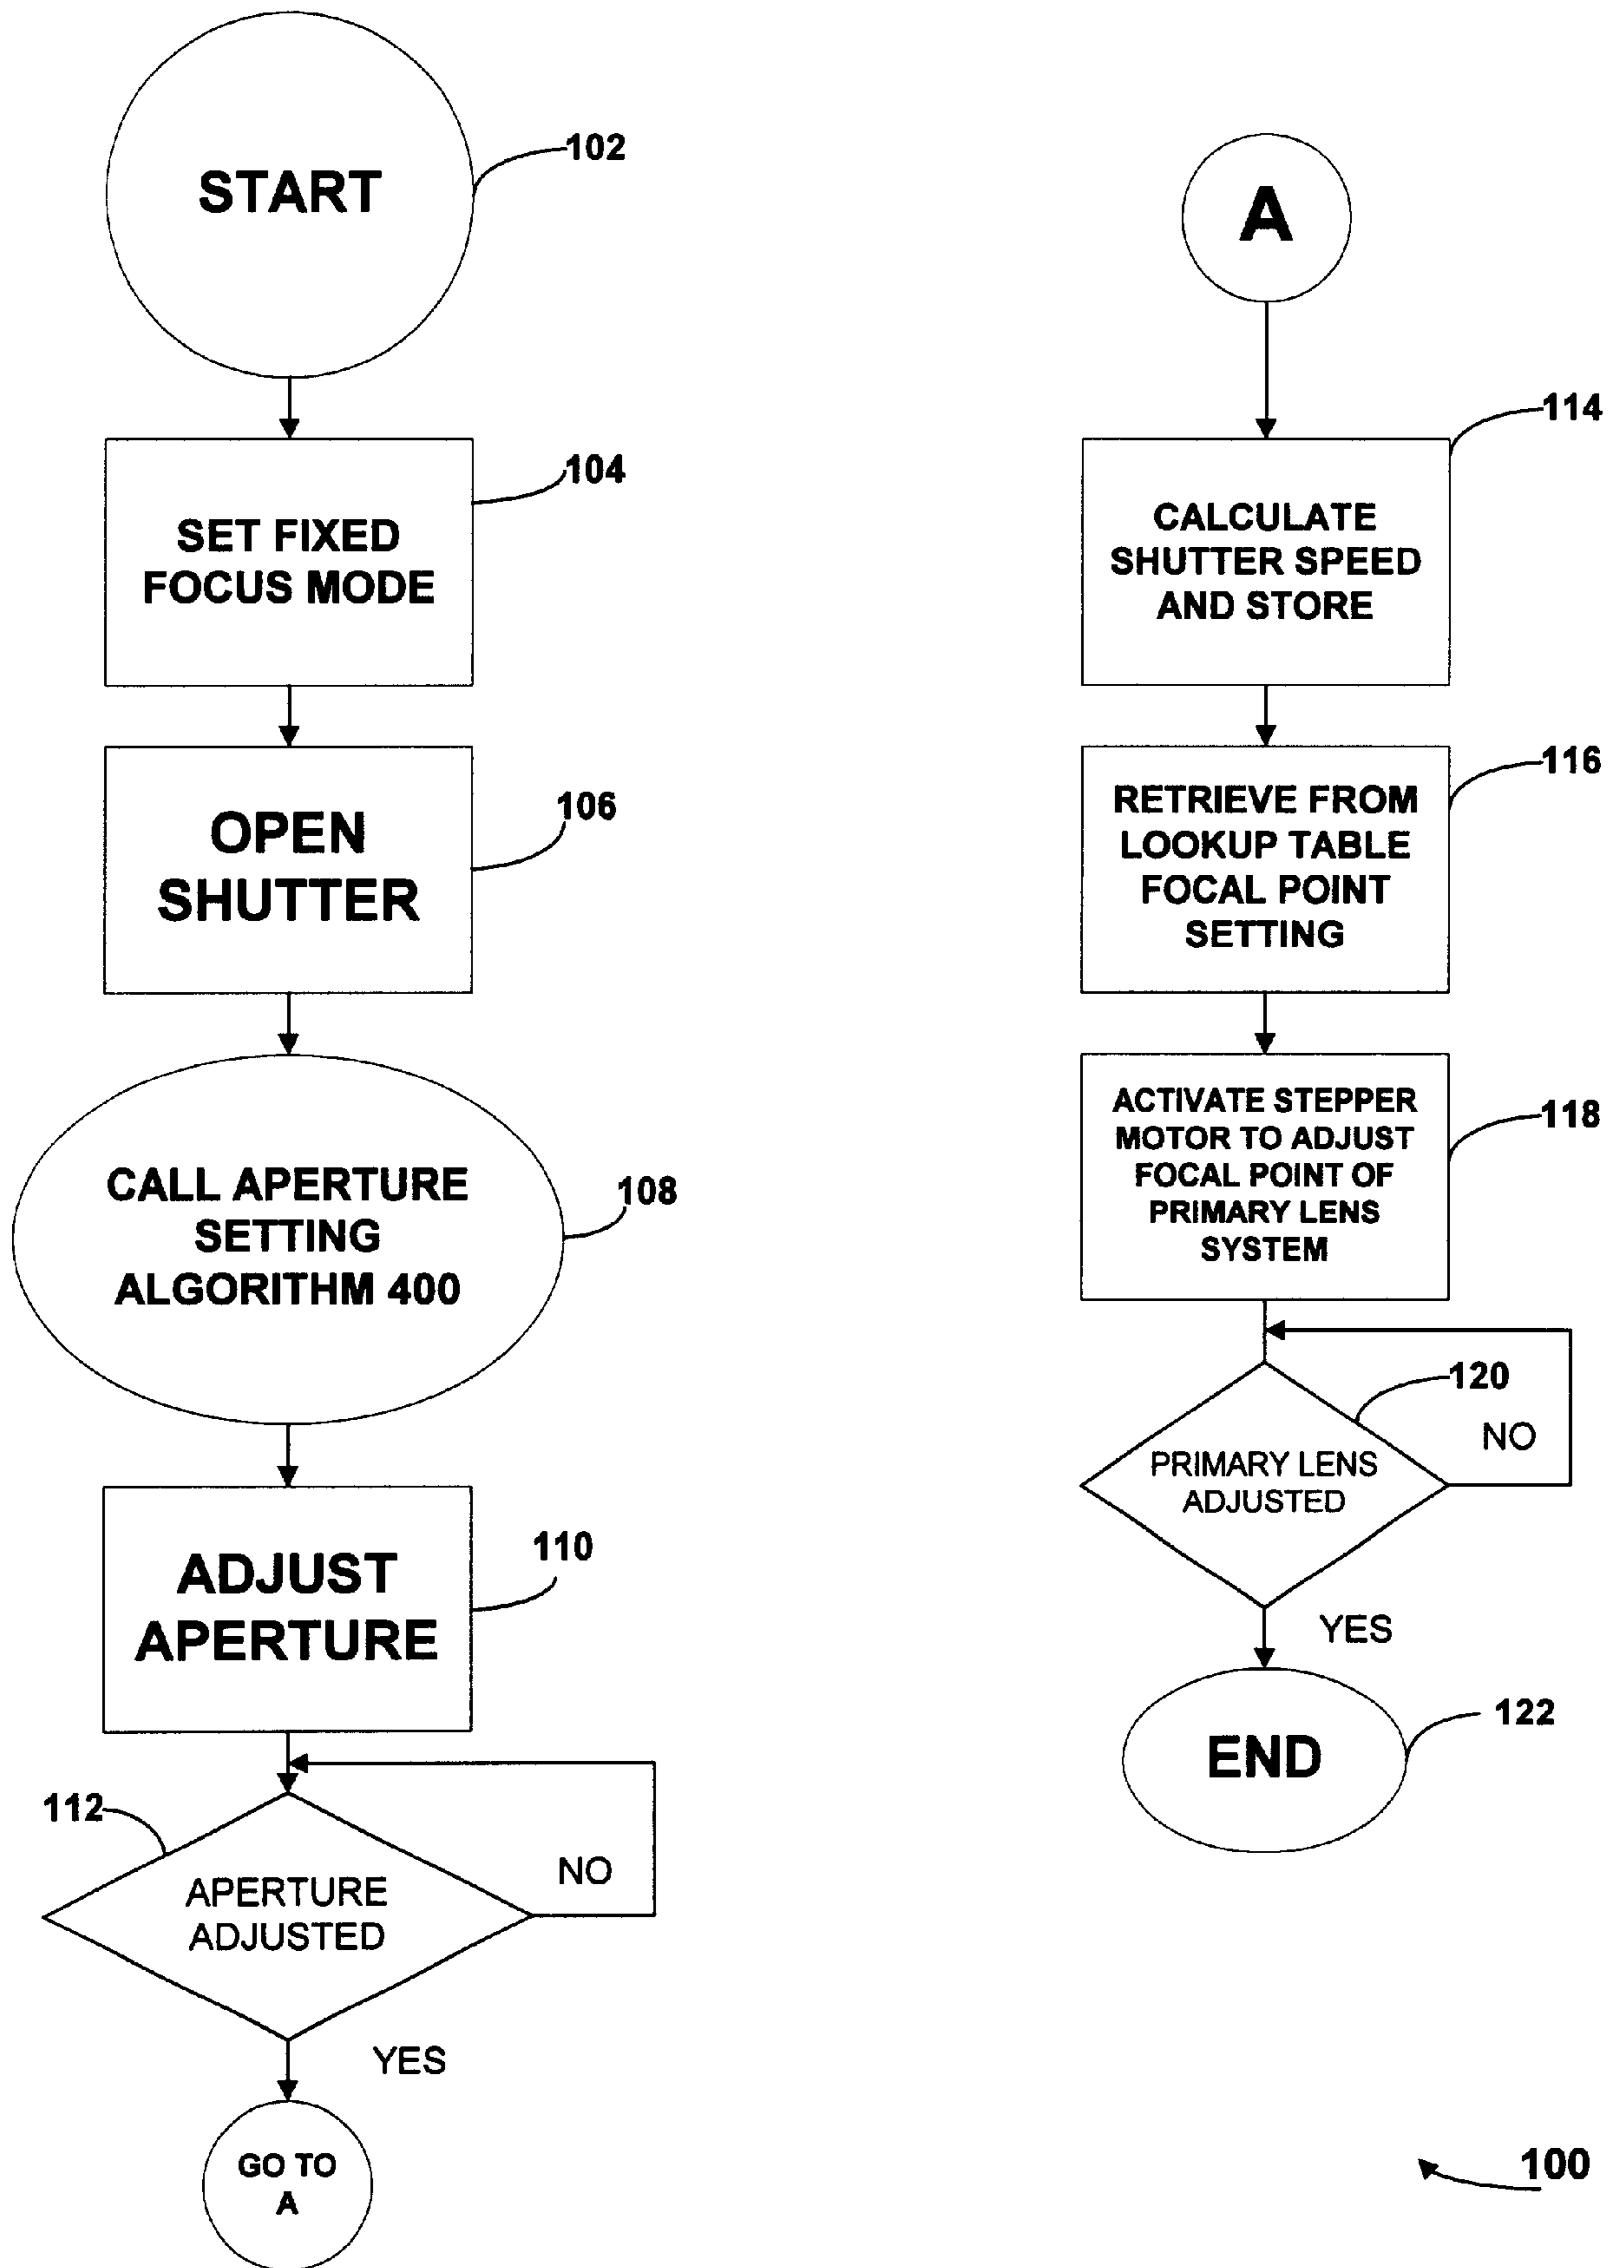 START
102
SET FIXED
FOCUS MODE
104
OPEN
SHUTTER
106
CALL APERTURE
SETTING
ALGORITHM 400
108
ADJUST
APERTURE
110
112
APERTURE
ADJUSTED
NO
YES
GO TO
A
A
CALCULATE
SHUTTER SPEED
AND STORE
114
RETRIEVE FROM
LOOKUP TABLE
FOCAL POINT
SETTING
116
ACTIVATE STEPPER
MOTOR TO ADJUST
FOCAL POINT OF
PRIMARY LENS
SYSTEM
118
120
PRIMARY LENS
ADJUSTED
NO
YES
END
122
100